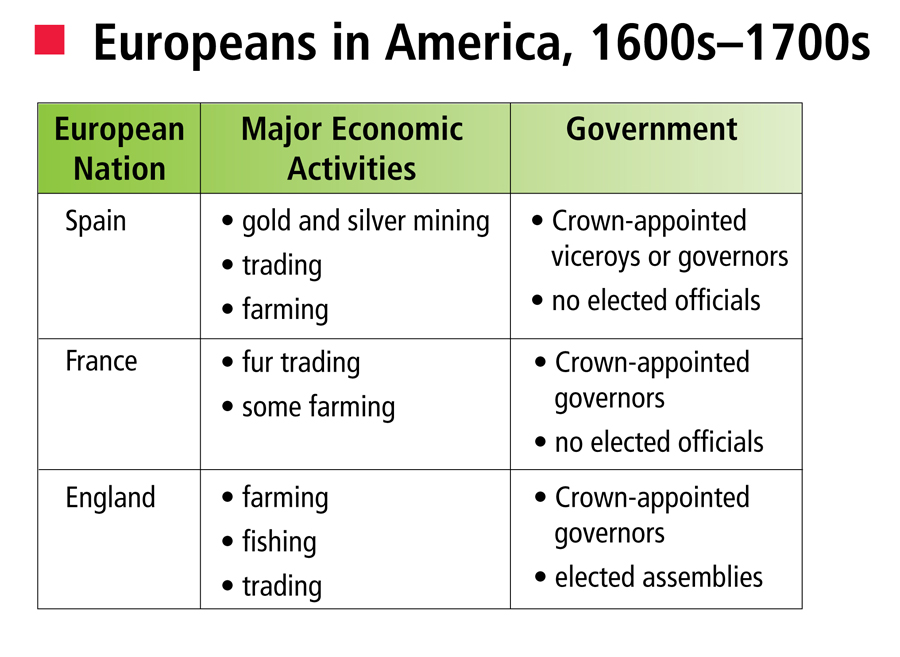 Europeans in America, 1600s–1700s
European Nation
Major Economic Activities
Government
Spain
• gold and silver mining
• trading
• farming
• Crown-appointed
viceroys or governors
• no elected officials
France
• fur trading
• some farming
• Crown-appointed
governors
• no elected officials
England
• farming
• fishing
• trading
• Crown-appointed
governors
• elected assemblies